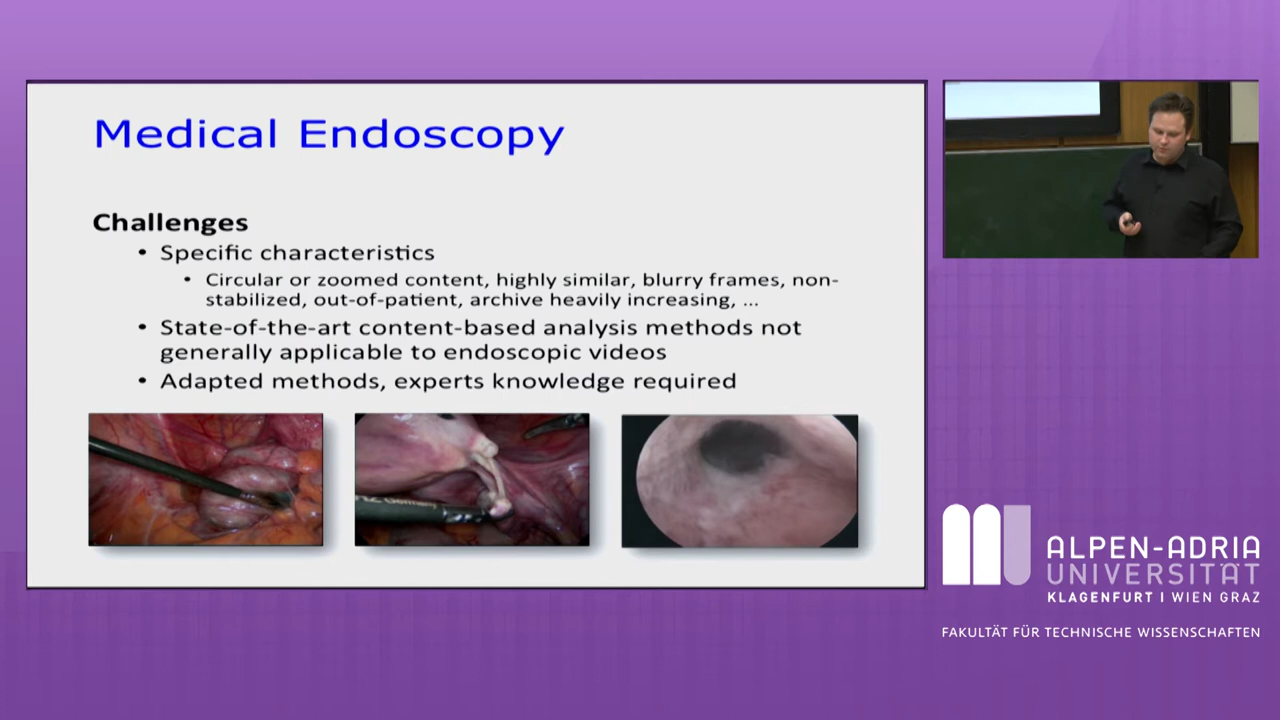 Medical Endoscopy
Challenges
• Specific characteristics
• Circular or zoomed content, highly similar, blurry frames, non-
stabilized, out-of-patient, archive heavily increasing, ...
• State-of-the-art content-based analysis methods not
generally applicable to endoscopic videos
• Adapted methods, experts knowledge required
ALPEN-ADRIA
UNIVERSITÄT
KLAGENFURT I WIEN GRAZ
FAKULTÄT FÜR TECHNISCHE WISSENSCHAFTEN